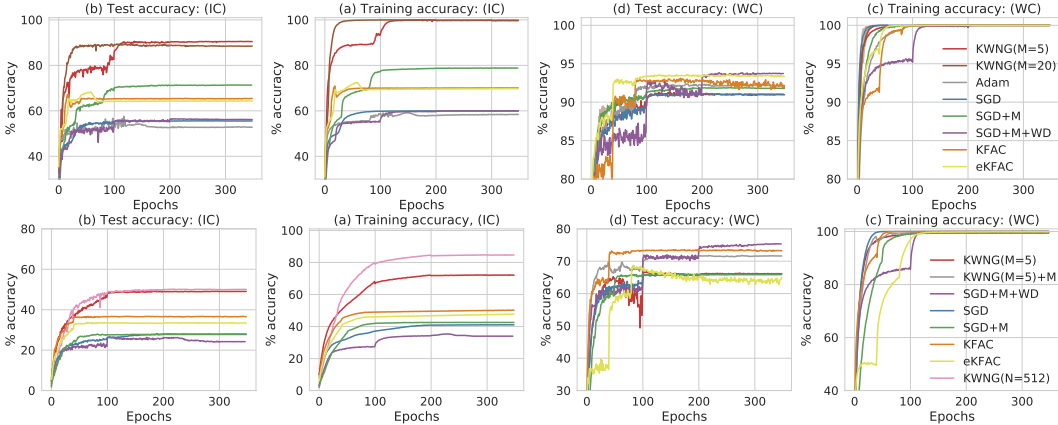 (b) Test accuracy: (IC)
% accuracy
100
80
60
40
0
100
200
300
Epochs
(a) Training accuracy: (IC)
% accuracy
100
80
60
40
0
100
200
300
Epochs
(d) Test accuracy: (WC)
% accuracy
100
95
90
85
80
0
100
200
300
Epochs
(c) Training accuracy: (WC)
% accuracy
100
96
92
88
84
80
0
100
200
300
Epochs
KWNG(M=5)
KWNG(M=20)
Adam
SGD
SGD+M
SGD+M+WD
KFAC
eKFAC
(b) Test accuracy: (IC)
% accuracy
80
60
40
20
0
0
100
200
300
Epochs
(a) Training accuracy, (IC)
% accuracy
100
80
60
40
20
0
0
100
200
300
Epochs
(d) Test accuracy: (WC)
% accuracy
80
70
60
50
40
30
0
100
200
300
Epochs
(c) Training accuracy: (WC)
% accuracy
100
80
60
40
0
100
200
300
Epochs
KWNG(M=5)
KWNG(M=5)+M
SGD+M+WD
SGD
SGD+M
KFAC
eKFAC
KWNG(N=512)